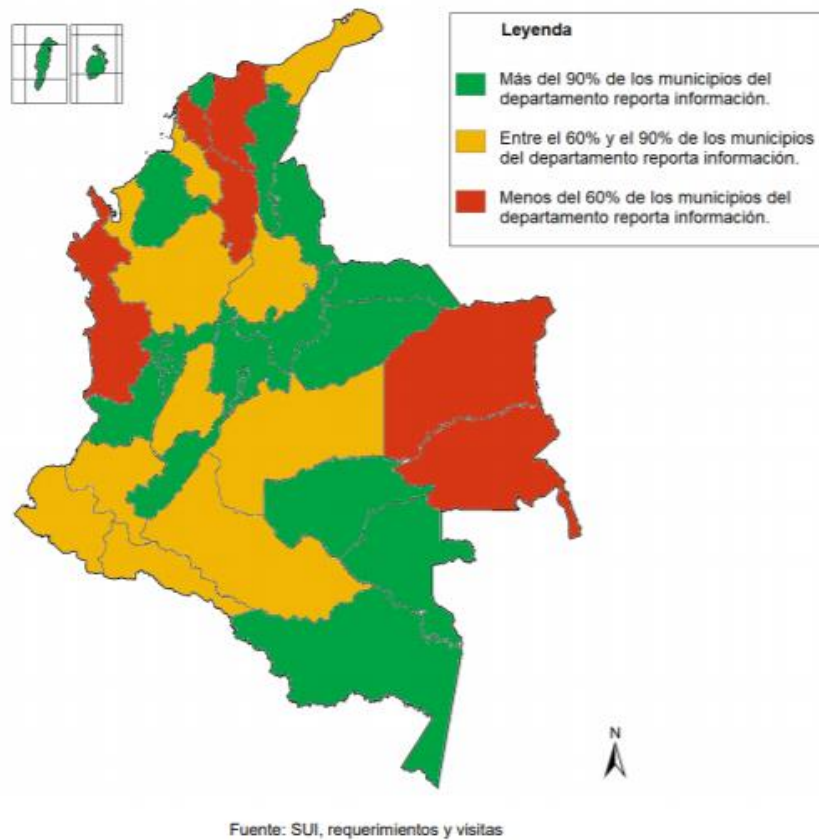 Leyenda
Más del 90% de los municipios del
departamento reporta información.
Entre el 60% y el 90% de los municipios
del departamento reporta información.
Menos del 60% de los municipios del
departamento reporta información.
N
Fuente: SUI, requerimientos y visitas